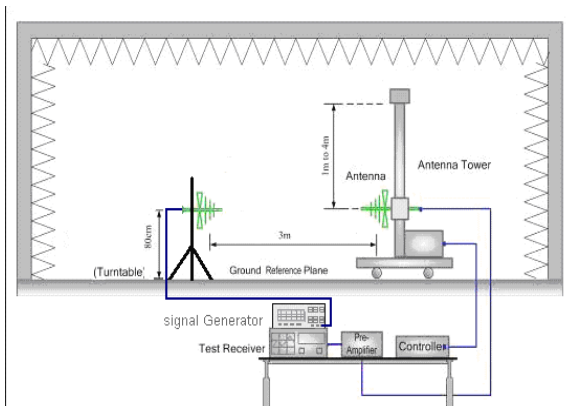 1m to 4m
Antenna Tower
Antenna
80cm
3m
(Turntable)
Ground Reference Plane
signal Generator
Test Receiver
Pre-
Amplifier
Controller